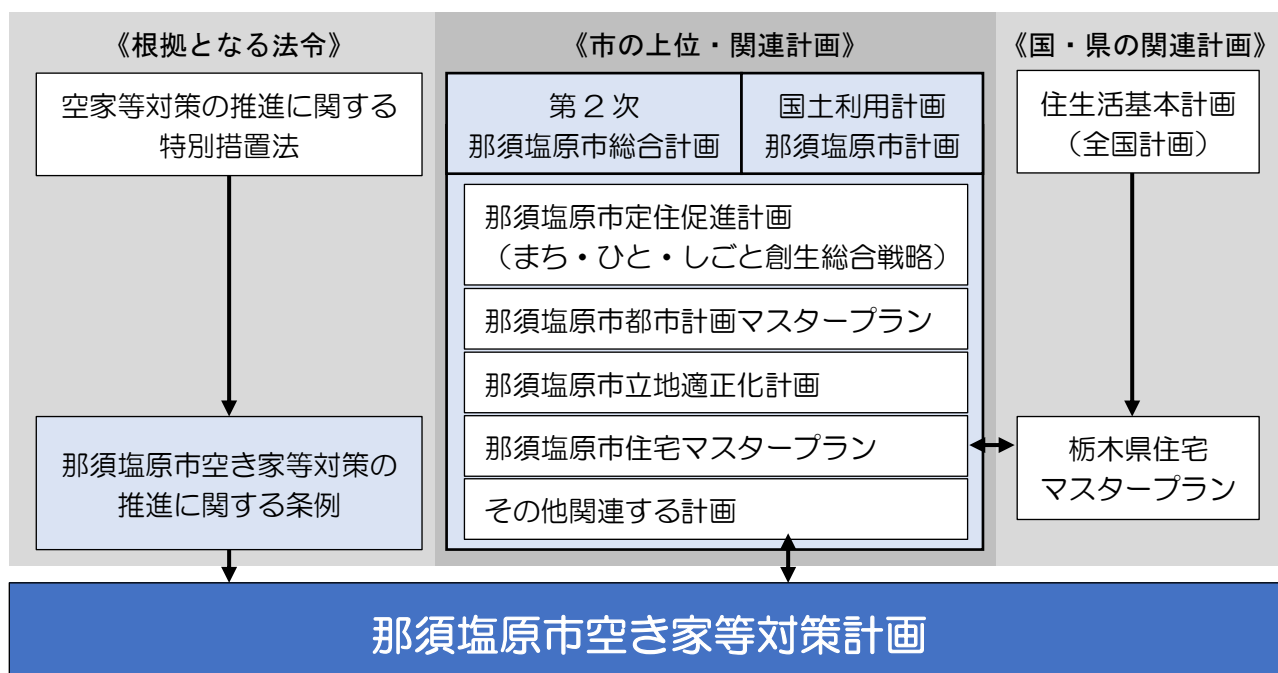 《根拠となる法令》
空家等対策の推進に関する
特別措置法
那須塩原市空き家等対策の
推進に関する条例
《市の上位・関連計画》
第２次
那須塩原市総合計画
国土利用計画
那須塩原市計画
那須塩原市定住促進計画
（まち・ひと・しごと創生総合戦略）
那須塩原市都市計画マスタープラン
那須塩原市立地適正化計画
那須塩原市住宅マスタープラン
その他関連する計画
《国・県の関連計画》
住生活基本計画
（全国計画）
栃木県住宅
マスタープラン
那須塩原市空き家等対策計画